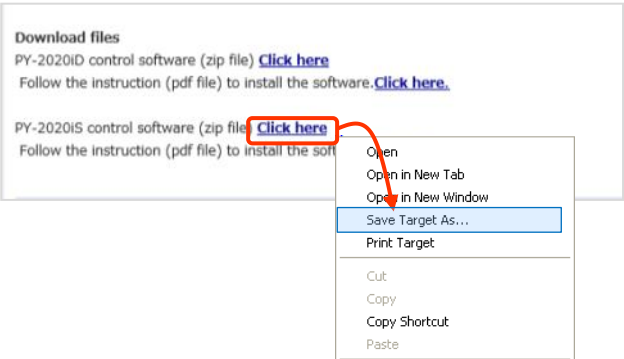 Download files
PY-2020iD control software (zip file) Click here
Follow the instruction (pdf file) to install the software.Click here.
PY-2020iS control software (zip file) Click here
Follow the instruction (pdf file) to install the soft
Open
Open in New Tab
Open in New Window
Save Target As...
Print Target
Cut
Copy
Copy Shortcut
Paste